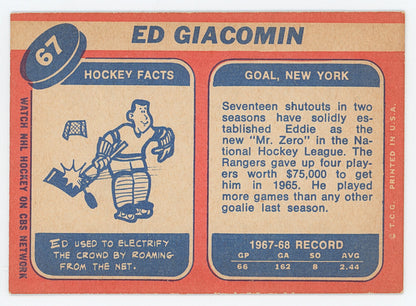 67
ED GIACOMIN
WATCH NHL HOCKEY ON CBS NETWORK
HOCKEY FACTS
ED USED TO ELECTRIFY
THE CROWD BY ROAMING
FROM THE NET.
GOAL, NEW YORK
Seventeen shutouts in two
seasons have solidly es-
tablished Eddie as the
new "Mr. Zero" in the Na-
tional Hockey League. The
Rangers gave up four play-
ers worth $75,000 to get
him in 1965. He played
more games than any other
goalie last season.
1967-68 RECORD
GP GA SO AVG
66 162 8 2.44
© T.C.G. PRINTED IN U.S.A.